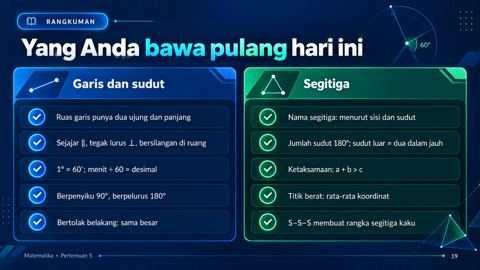 RANGKUMAN
Yang Anda bawa pulang hari ini
60°
Garis dan sudut
Ruas garis punya dua ujung dan panjang
Sejajar ∥, tegak lurus ⊥, bersilangan di ruang
1° = 60'; menit ÷ 60 = desimal
Berpenyiku 90°, berpelurus 180°
Bertolak belakang: sama besar
Segitiga
Nama segitiga: menurut sisi dan sudut
Jumlah sudut 180°; sudut luar = dua dalam jauh
Ketaksamaan: a + b > c
Titik berat: rata-rata koordinat
S–S–S membuat rangka segitiga kaku
Matematika • Pertemuan 5
19